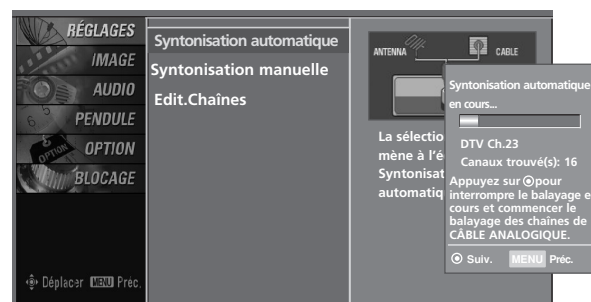 RÉGLAGES
IMAGE
AUDIO
PENDULE
OPTION
BLOCAGE
Déplacer MENU Préc.
Syntonisation automatique
Syntonisation manuelle
Edit.Chaînes
ANTENNA
CABLE
La sélectio
mène à l'é
Syntonisat
automatiq
Syntonisation automatique
en cours...
DTV Ch.23
Canaux trouvé(s): 16
Appuyez sur pour
interrompre le balayage e
cours et commencer le
balayage des chaines de
CÂBLE ANALOGIQUE.
Suiv. MENU Préc.